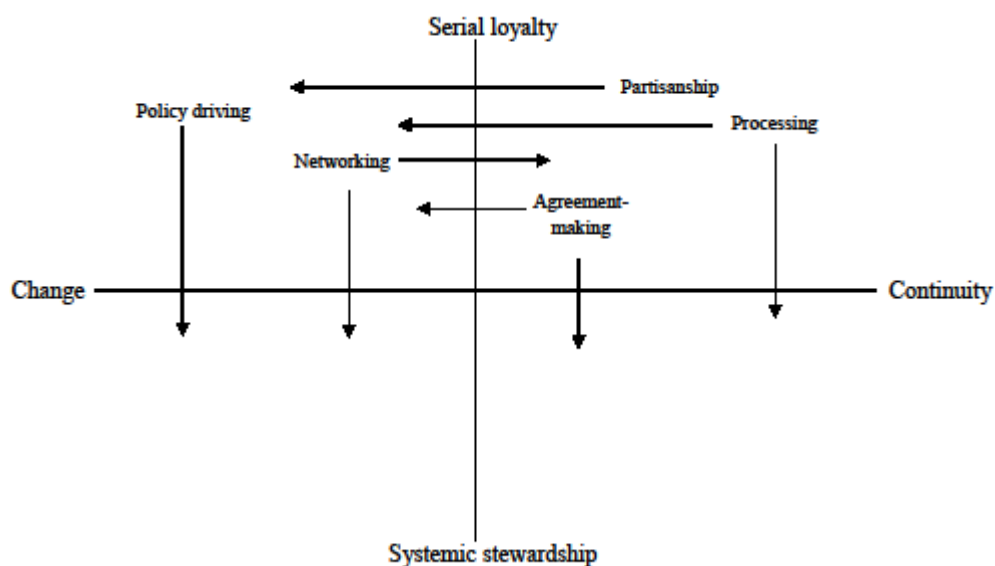 Serial loyalty
Partisanship
Policy driving
Processing
Networking
Agreement-
making
Change
Continuity
Systemic stewardship